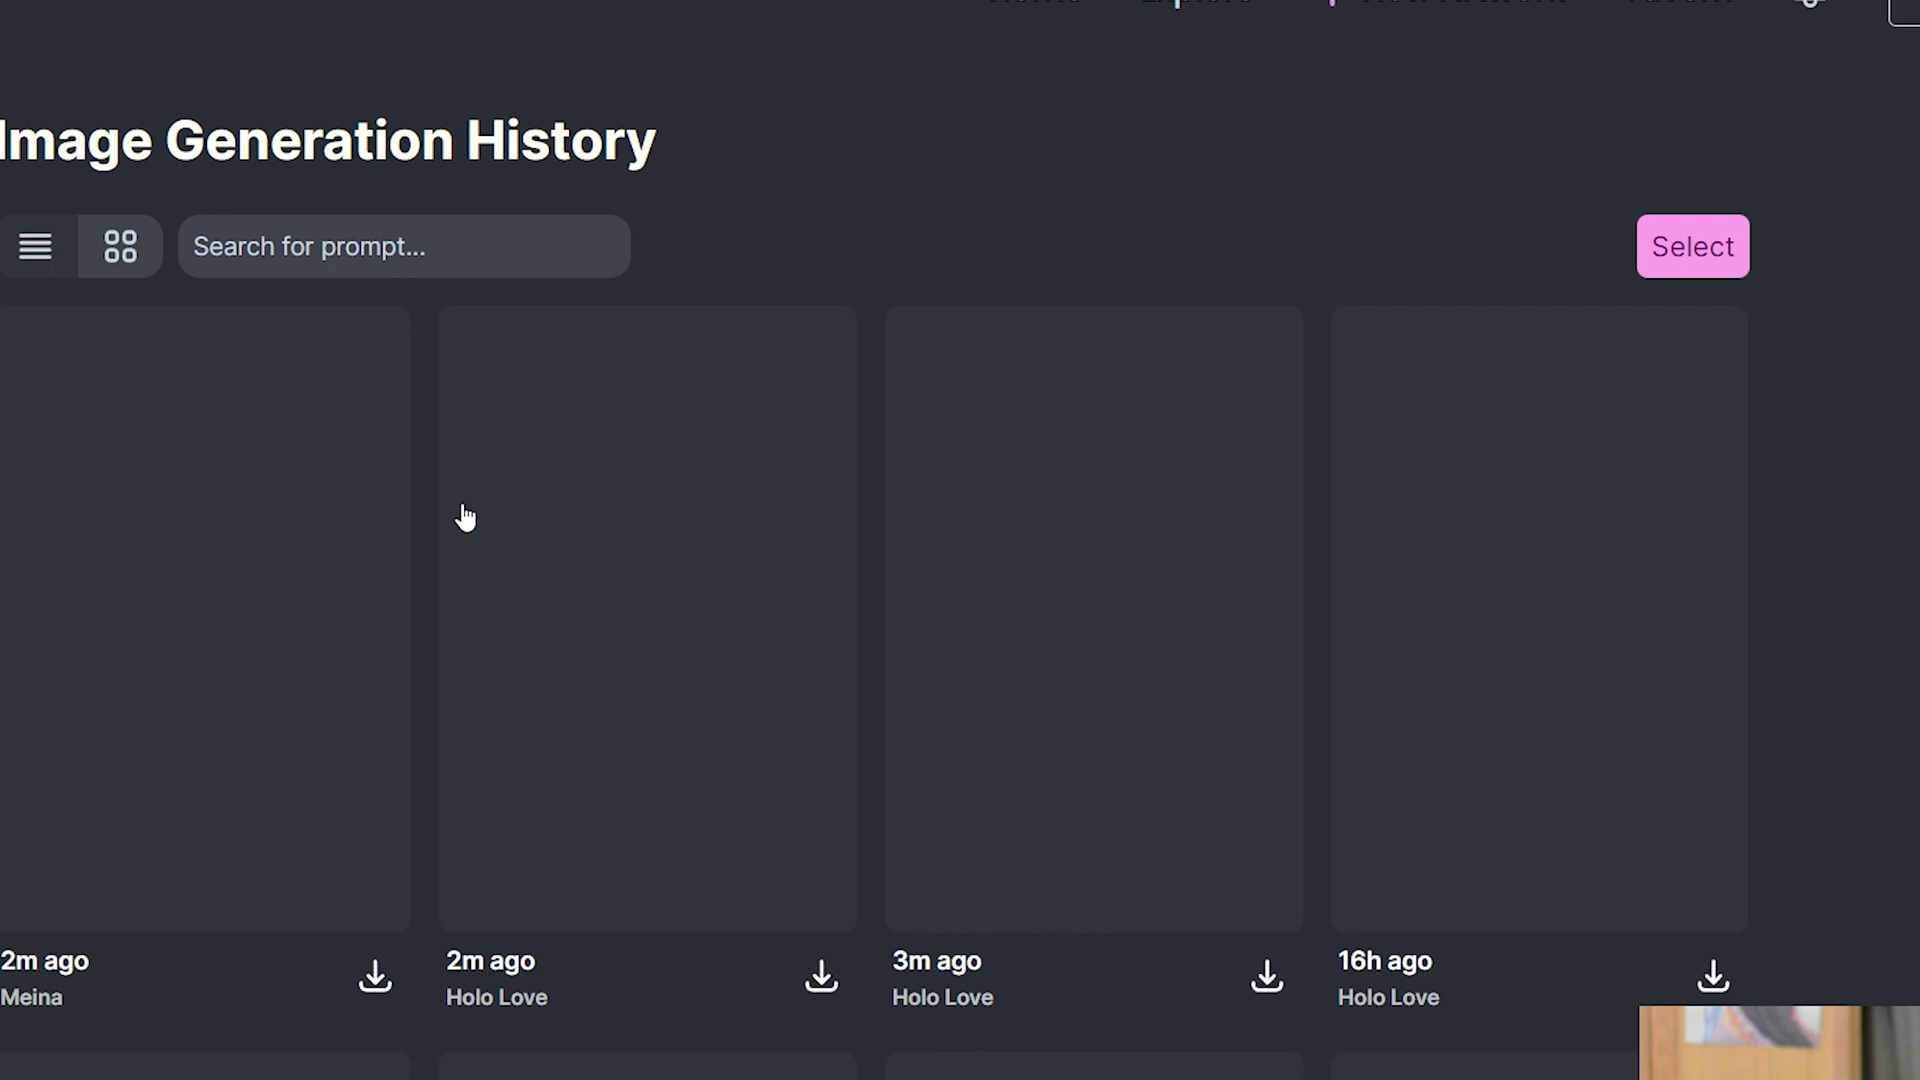 Image Generation History
Search for prompt...
Select
2m ago
Meina
2m ago
Holo Love
3m ago
Holo Love
16h ago
Holo Love